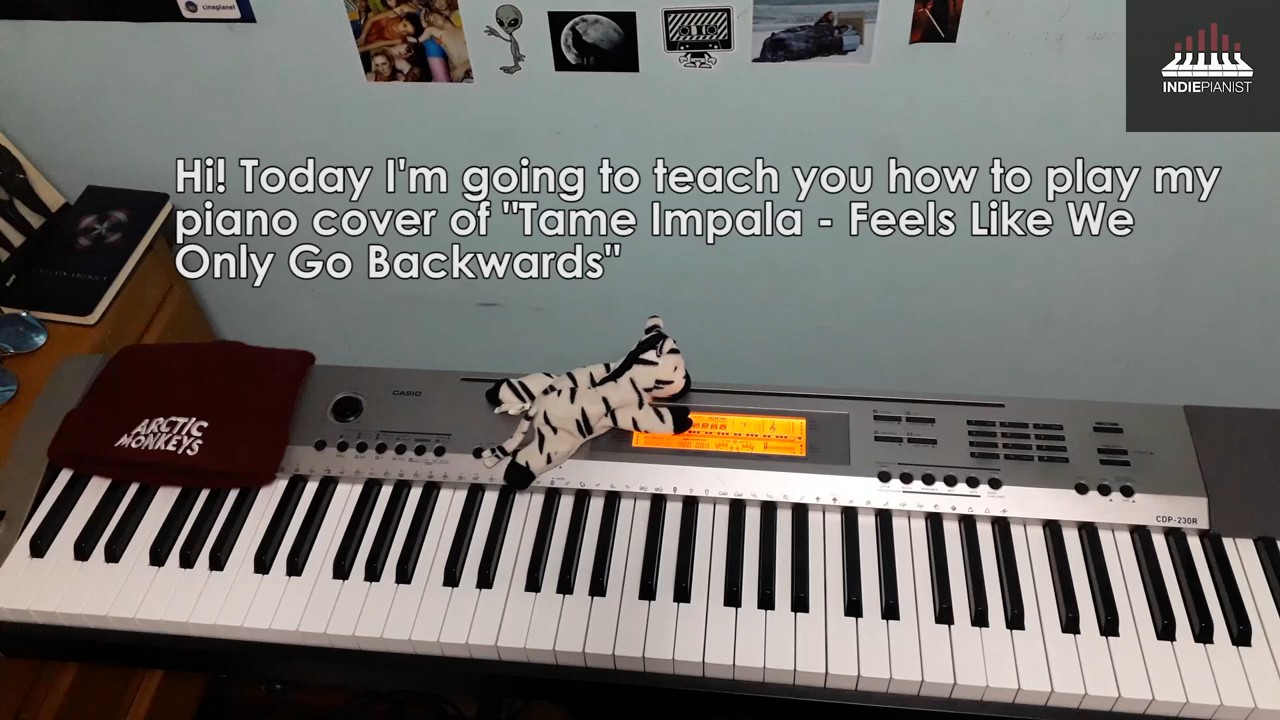 cineplanet
INDIEPIANIST
Hi! Today I'm going to teach you how to play my
piano cover of "Tame Impala - Feels Like We
Only Go Backwards"
CASIO
ARCTIC
MONKEYS
CDP-230R